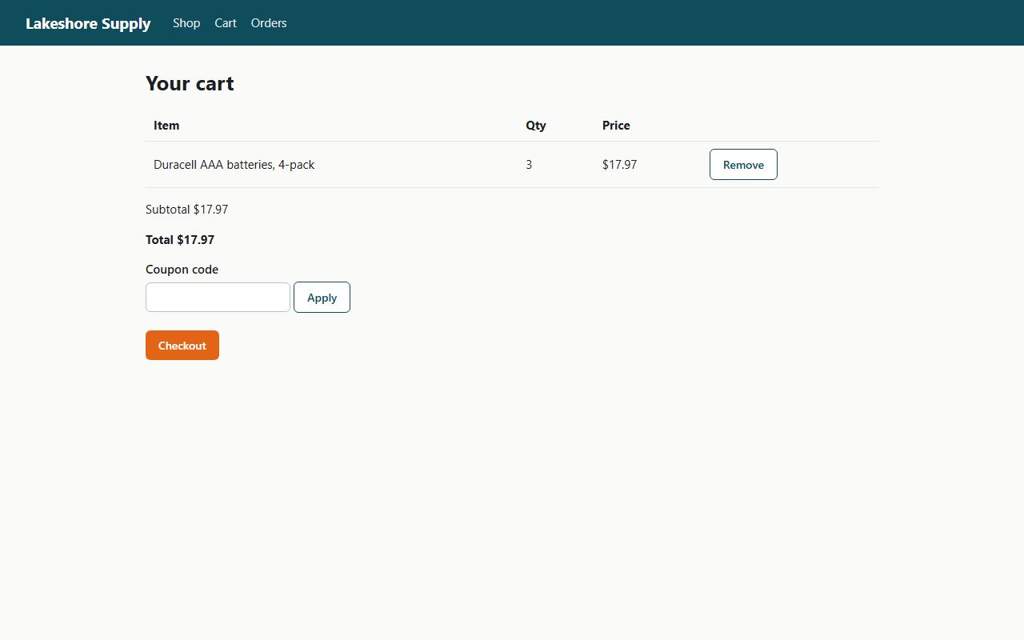 Lakeshore Supply Shop Cart Orders
Your cart
Item Qty Price
Duracell AAA batteries, 4-pack 3 $17.97 Remove
Subtotal $17.97
Total $17.97
Coupon code
Apply
Checkout